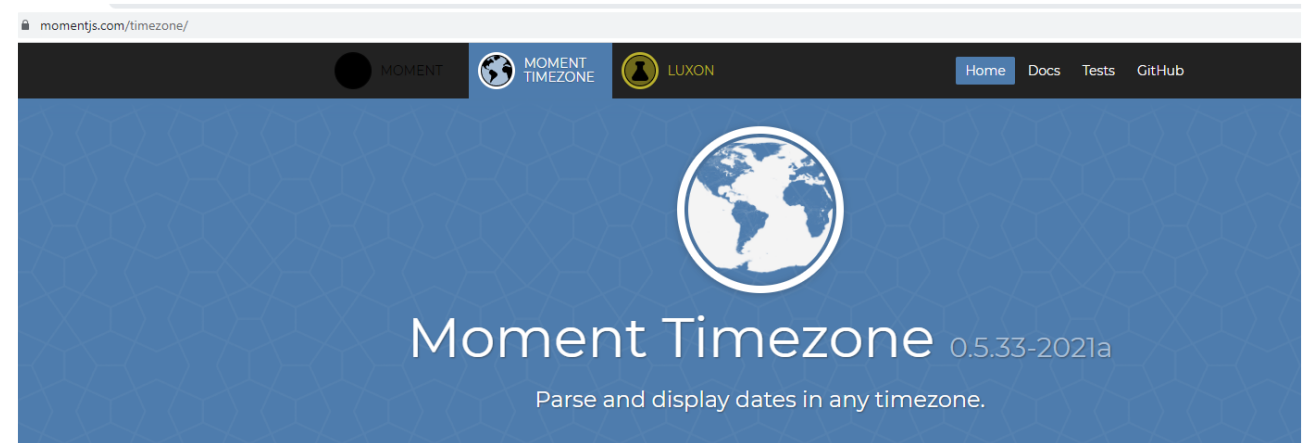 momentjs.com/timezone/
MOMENT
MOMENT
TIMEZONE
LUXON
Home
Docs
Tests
GitHub
Moment Timezone 0.5.33-2021a
Parse and display dates in any timezone.